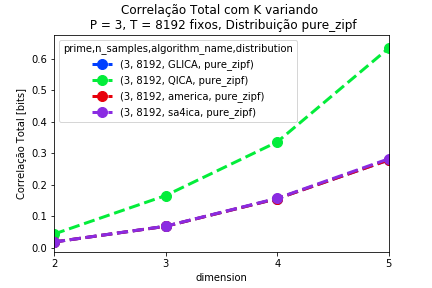 Correlação Total com K variando
P = 3, T = 8192 fixos, Distribuição pure_zipf
prime,n_samples,algorithm_name,distribution
(3, 8192, GLICA, pure_zipf)
(3, 8192, QICA, pure_zipf)
(3, 8192, america, pure_zipf)
(3, 8192, sa4ica, pure_zipf)
Correlação Total [bits]
0.6
0.5
0.4
0.3
0.2
0.1
0.0
2
3
4
5
dimension